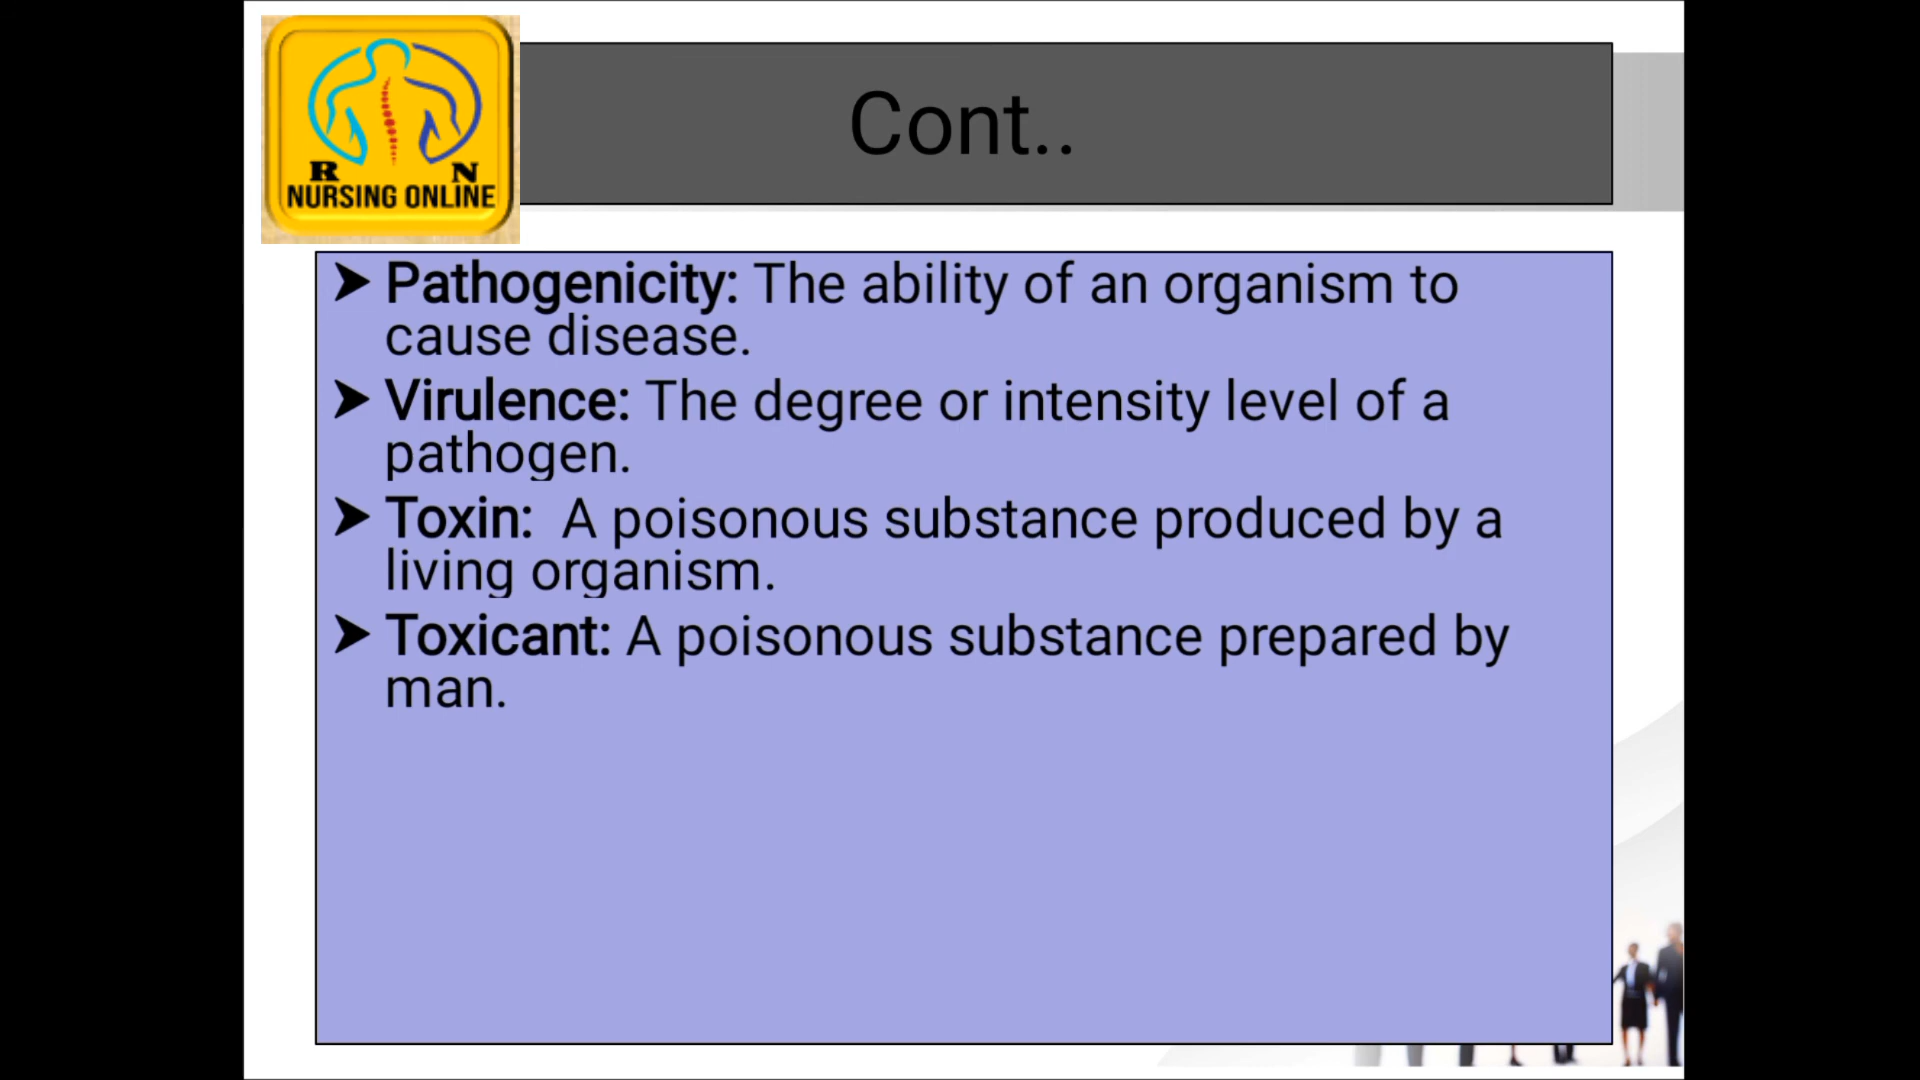 R N
NURSING ONLINE
Cont..
➤ Pathogenicity: The ability of an organism to
cause disease.
➤ Virulence: The degree or intensity level of a
pathogen.
➤ Toxin: A poisonous substance produced by a
living organism.
➤ Toxicant: A poisonous substance prepared by
man.